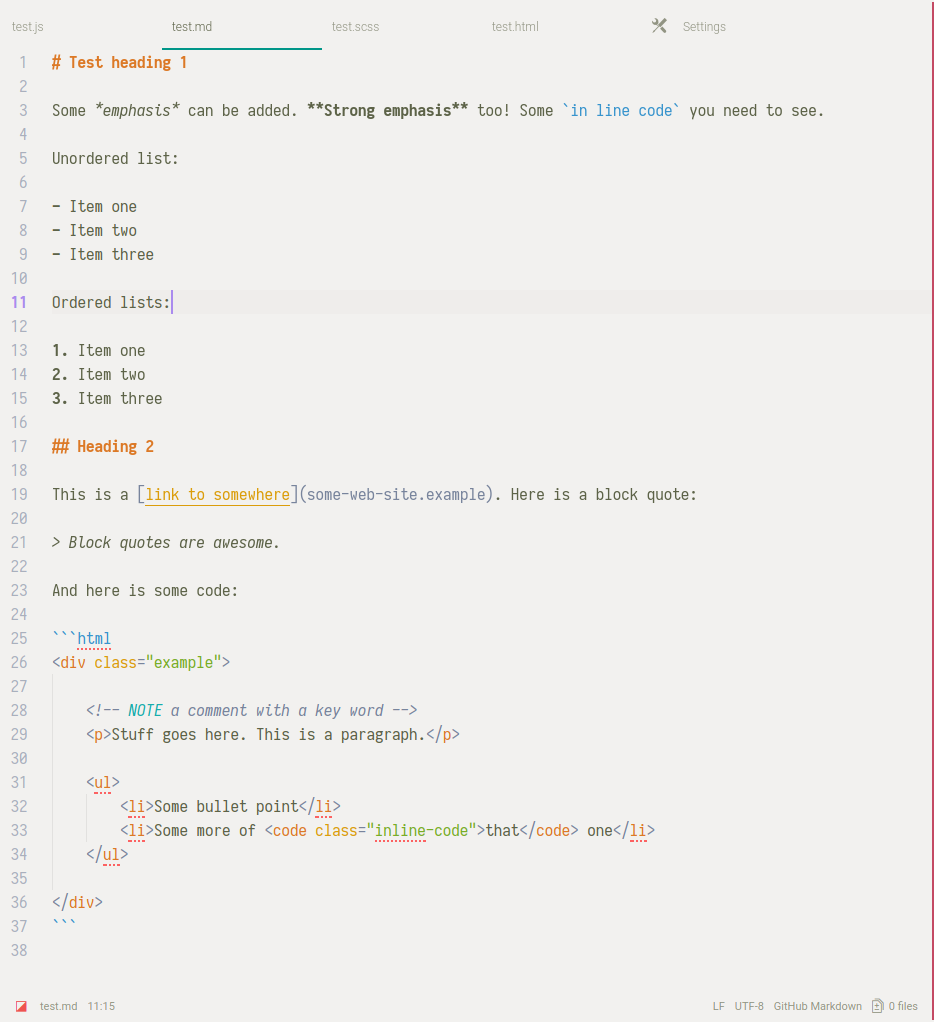 test.js test.md test.scss test.html Settings
1 # Test heading 1
2
3 Some *emphasis* can be added. **Strong emphasis** too! Some `in line code` you need to see.
4
5 Unordered list:
6
7 - Item one
8 - Item two
9 - Item three
10
11 Ordered lists:
12
13 1. Item one
14 2. Item two
15 3. Item three
16
17 ## Heading 2
18
19 This is a [link to somewhere](some-web-site.example). Here is a block quote:
20
21 > Block quotes are awesome.
22
23 And here is some code:
24
25 ```html
26 <div class="example">
27
28     <!-- NOTE a comment with a key word -->
29     <p>Stuff goes here. This is a paragraph.</p>
30
31     <ul>
32         <li>Some bullet point</li>
33         <li>Some more of <code class="inline-code">that</code> one</li>
34     </ul>
35
36 </div>
37 ```
38
test.md 11:15 LF UTF-8 GitHub Markdown 0 files